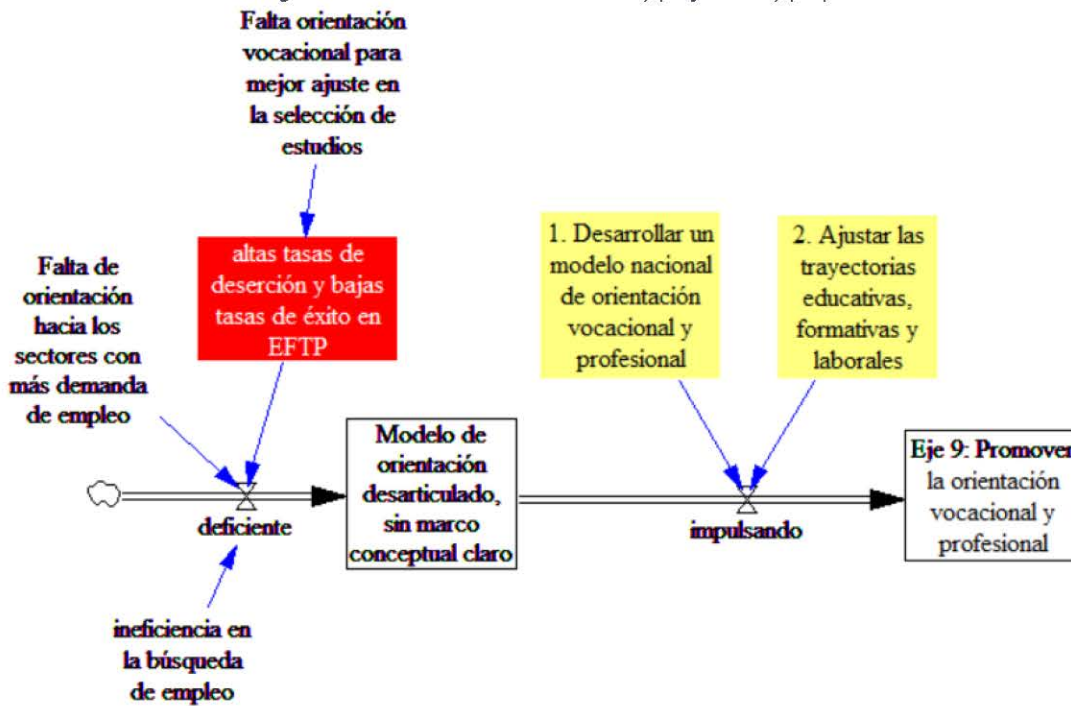 Falta orientación
vocacional para
mejor ajuste en
la selección de
estudios
altas tasas de
deserción y bajas
tasas de éxito en
EFTP
Falta de
orientación
hacia los
sectores con
más demanda
de empleo
1. Desarrollar un
modelo nacional
de orientación
vocacional y
profesional
2. Ajustar las
trayectorias
educativas,
formativas y
laborales
Modelo de
orientación
desarticulado,
sin marco
conceptual claro
Eje 9: Promover
la orientación
vocacional y
profesional
deficiente
impulsando
ineficiencia en
la búsqueda
de empleo